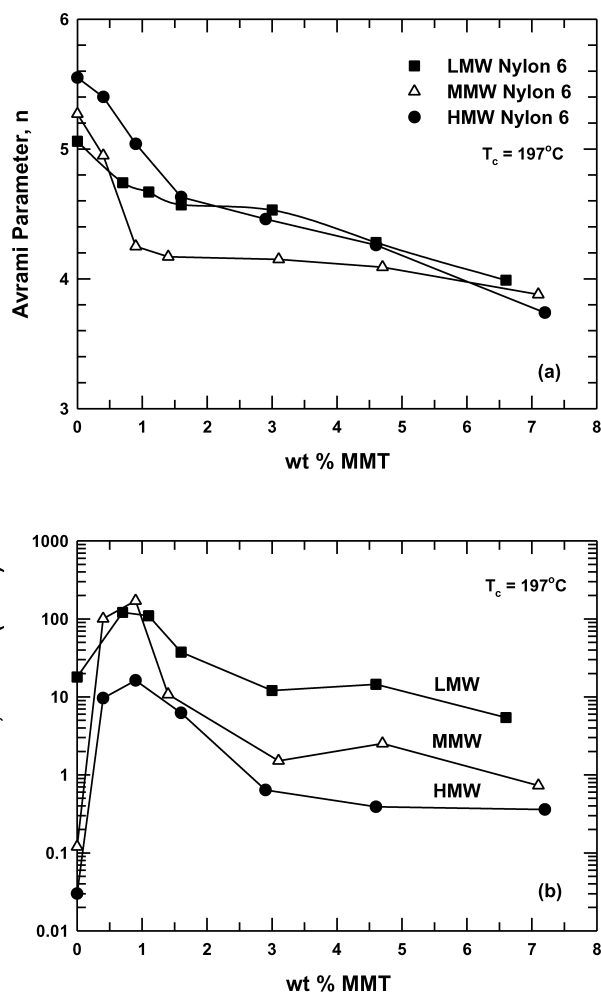 6
LMW Nylon 6
MMW Nylon 6
HMW Nylon 6
5
T_c = 197°C
Avrami Parameter, n
4
(a)
3
0 1 2 3 4 5 6 7 8
wt % MMT
1000
T_c = 197°C
100
LMW
10
MMW
1
HMW
0.1
(b)
0.01
0 1 2 3 4 5 6 7 8
wt % MMT